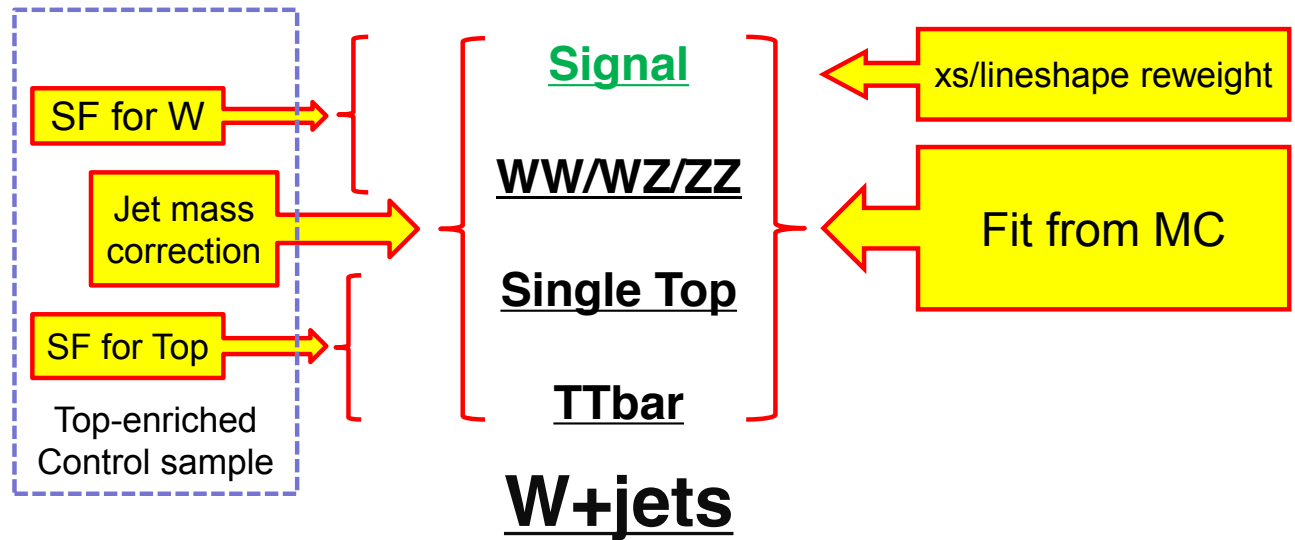 SF for W
Jet mass
correction
SF for Top
Top-enriched
Control sample
Signal
WW/WZ/ZZ
Single Top
TTbar
W+jets
xs/lineshape reweight
Fit from MC